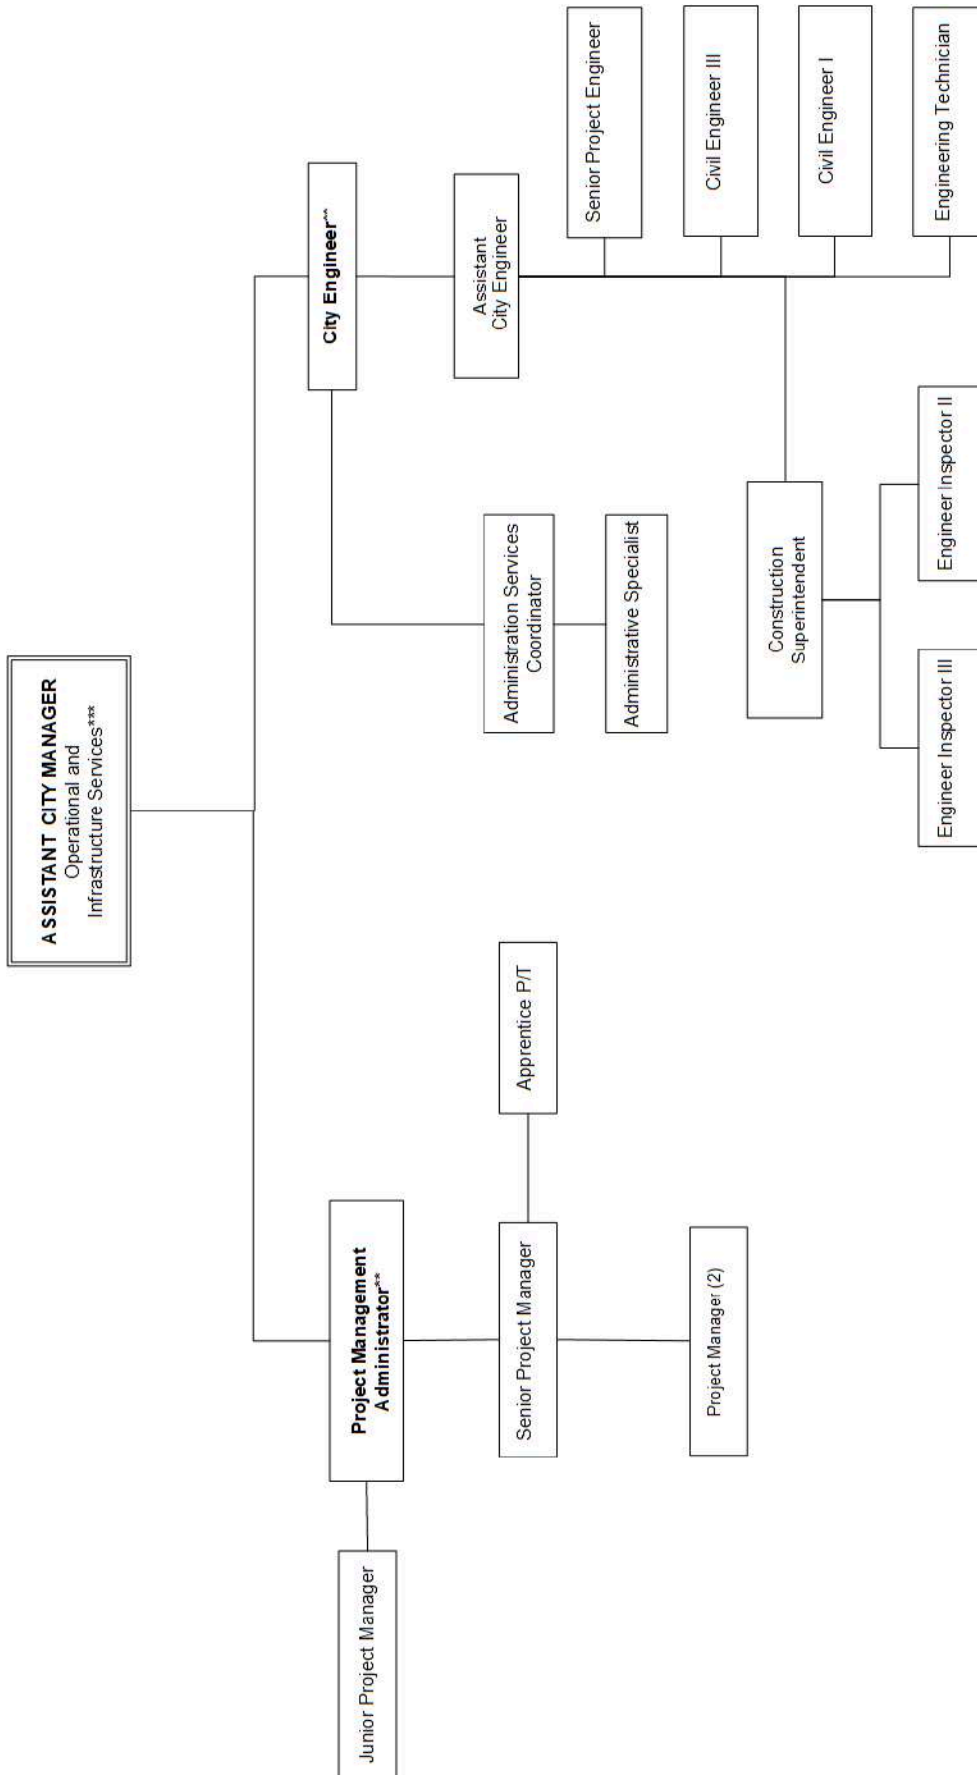 ASSISTANT CITY MANAGER
Operational and
Infrastructure Services***
Project Management
Administrator**
City Engineer^^
Junior Project Manager
Senior Project Manager
Apprentice P/T
Project Manager (2)
Administration Services
Coordinator
Administrative Specialist
Assistant
City Engineer
Senior Project Engineer
Civil Engineer III
Civil Engineer I
Engineering Technician
Construction
Superintendent
Engineer Inspector III
Engineer Inspector II